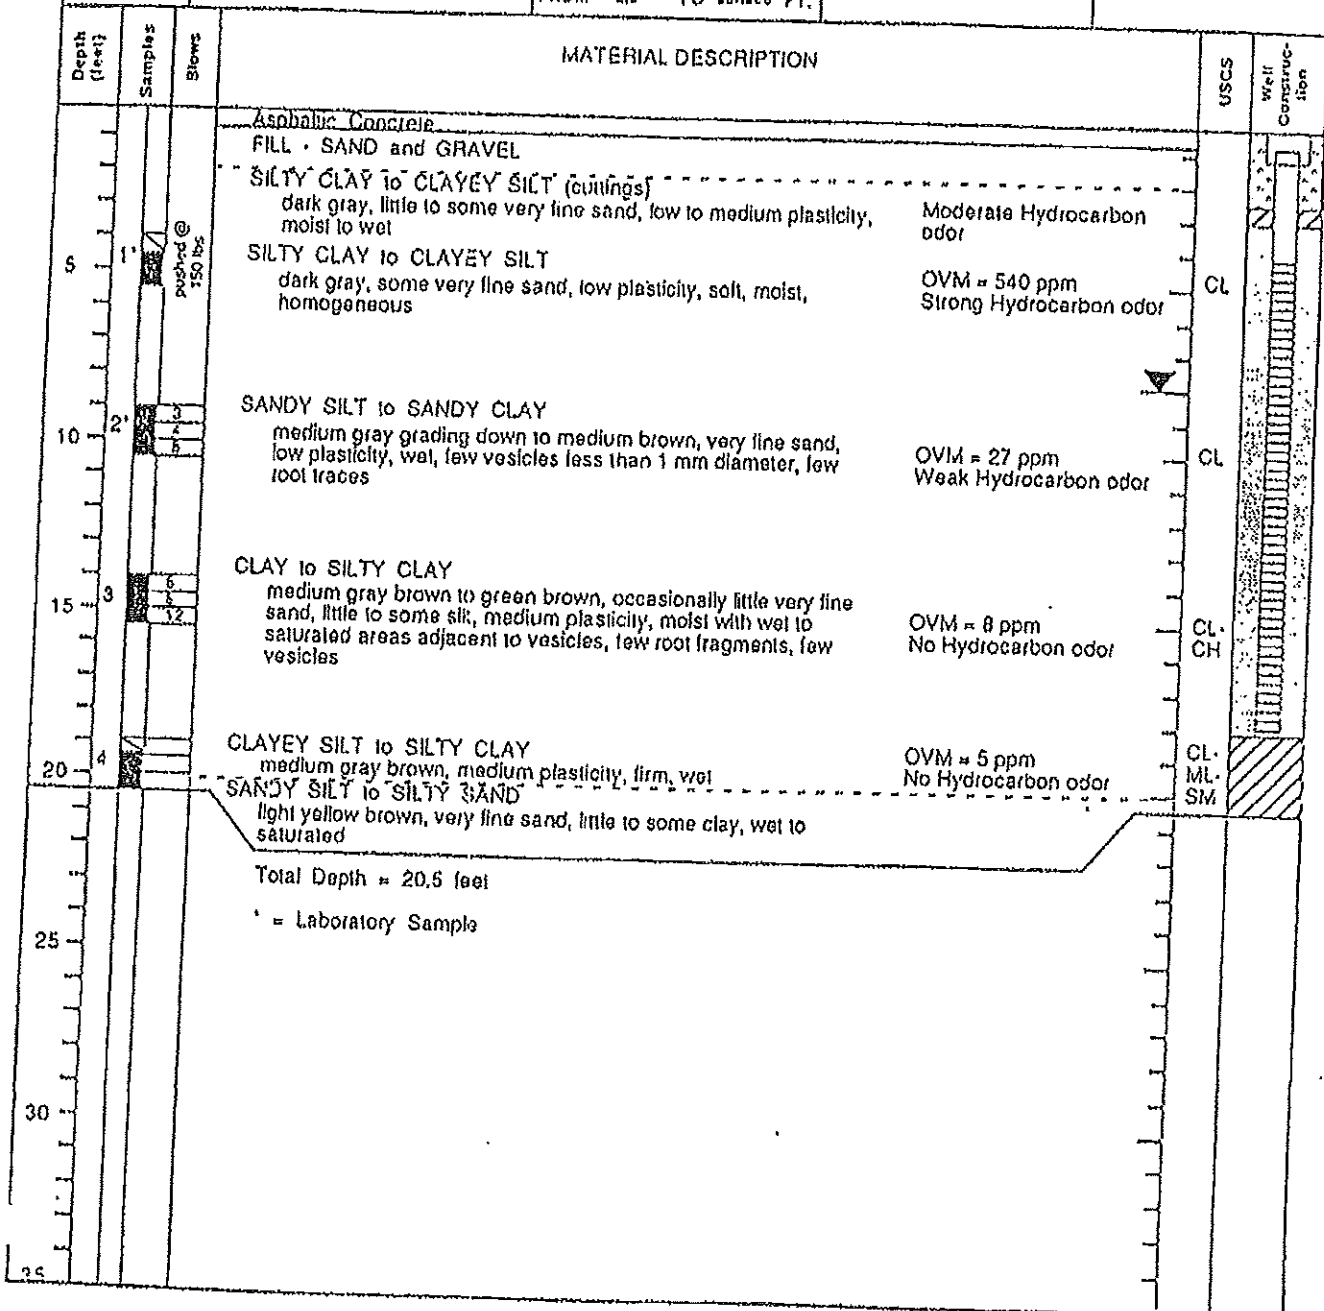 TO surface FT.
Depth (feet)
Samples
Blows
MATERIAL DESCRIPTION
USCS
Well Construc-tion
Asphaltic Concrete
FILL - SAND and GRAVEL
SILTY CLAY to CLAYEY SILT (cuttings)
dark gray, little to some very fine sand, low to medium plasticity,
moist to wet
Moderate Hydrocarbon
odor
1*
pushed @
350 lbs
5
SILTY CLAY to CLAYEY SILT
dark gray, some very fine sand, low plasticity, soft, moist,
homogeneous
OVM = 540 ppm
Strong Hydrocarbon odor
CL
10
2*
3
SANDY SILT to SANDY CLAY
medium gray grading down to medium brown, very fine sand,
low plasticity, wet, few vesicles less than 1 mm diameter, few
root traces
OVM = 27 ppm
Weak Hydrocarbon odor
CL
15
3
6
12
CLAY to SILTY CLAY
medium gray brown to green brown, occasionally little very fine
sand, little to some silt, medium plasticity, moist with wet to
saturated areas adjacent to vesicles, few root fragments, few
vesicles
OVM = 8 ppm
No Hydrocarbon odor
CL-
CH
20
4
CLAYEY SILT to SILTY CLAY
medium gray brown, medium plasticity, firm, wet
OVM = 5 ppm
No Hydrocarbon odor
CL-
ML-
SM
SANDY SILT to SILTY SAND
light yellow brown, very fine sand, little to some clay, wet to
saturated
Total Depth = 20.5 feet
* = Laboratory Sample
25
30
35